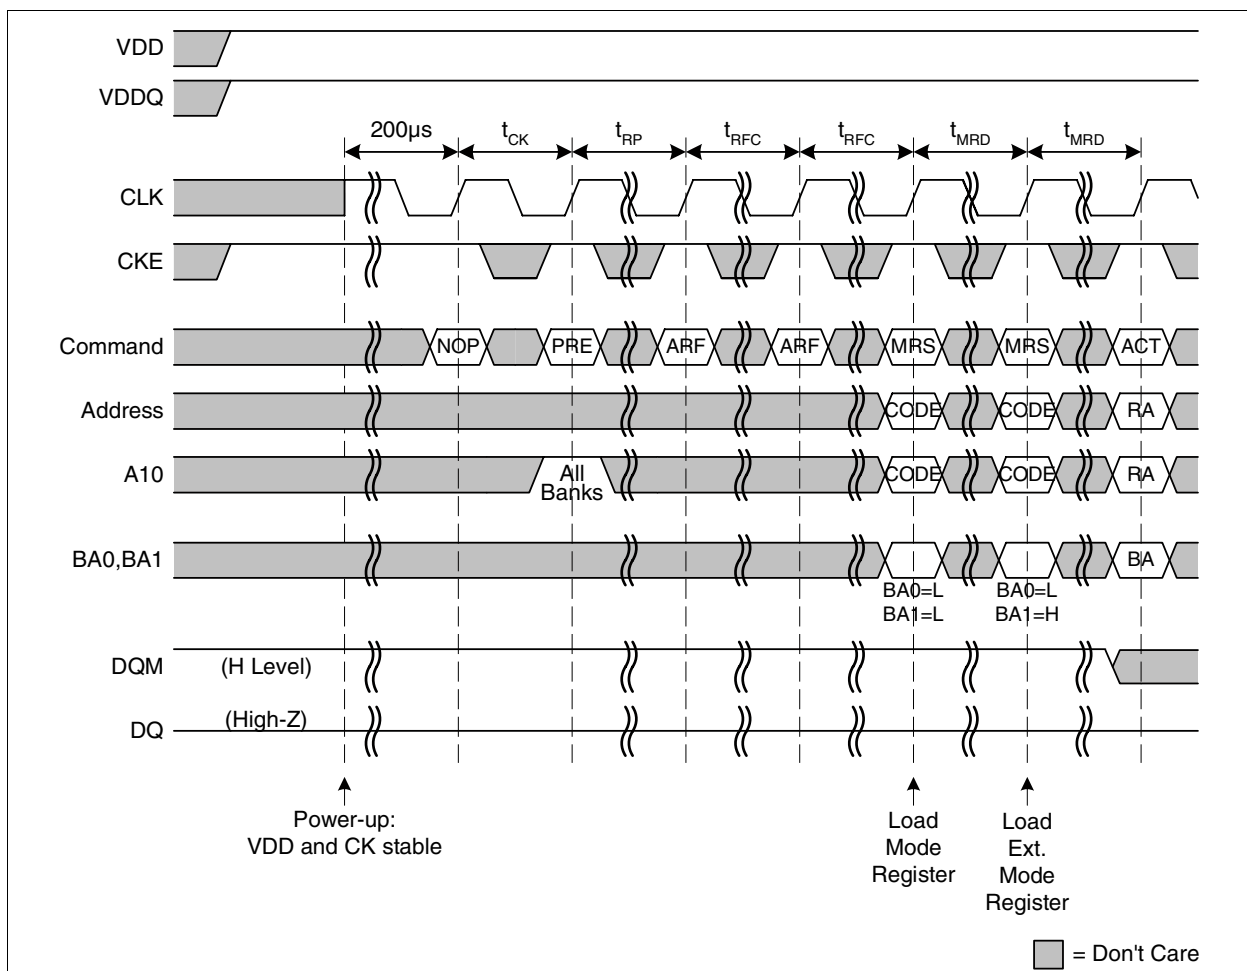 VDD
VDDQ
200µs tCK tRP tRFC tRFC tMRD tMRD
CLK
CKE
Command NOP PRE ARF ARF MRS MRS ACT
Address CODE CODE RA
A10 All Banks CODE CODE RA
BA0,BA1 BA
BA0=L BA0=L
BA1=L BA1=H
DQM (H Level)
DQ (High-Z)
Power-up:
VDD and CK stable
Load
Mode
Register
Load
Ext.
Mode
Register
= Don't Care